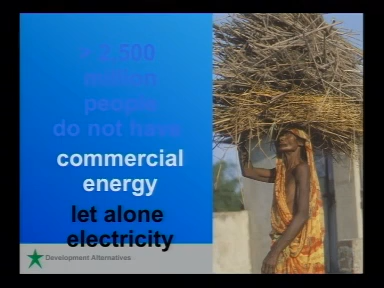 > 2,500
million
people
do not have
commercial
energy
let alone
electricity
Development Alternatives